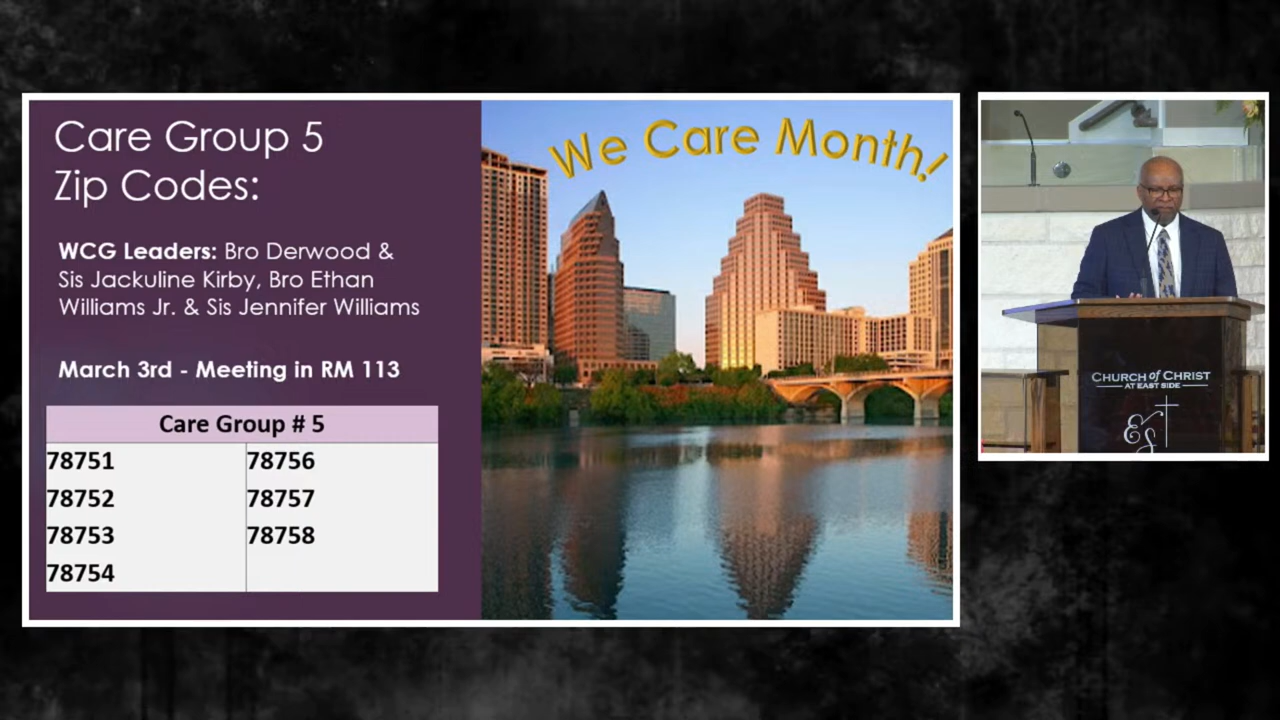 Care Group 5
Zip Codes:
We Care Month!
WCG Leaders: Bro Derwood &
Sis Jackuline Kirby, Bro Ethan
Williams Jr. & Sis Jennifer Williams
March 3rd - Meeting in RM 113
Care Group # 5
78751 78756
78752 78757
78753 78758
78754
CHURCH of CHRIST
AT EAST SIDE